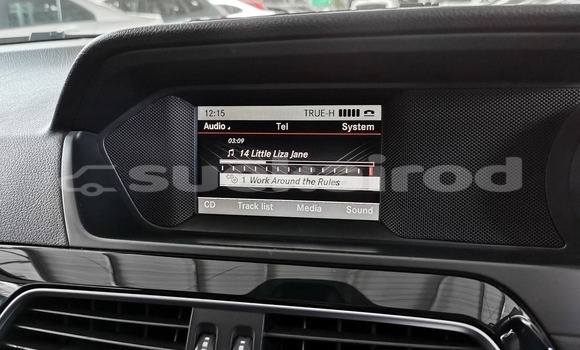 12:15 TRUE-H
Audio Tel System
03:09
14 Little Liza Jane
1 Work Around the Rules
CD Track list Media Sound